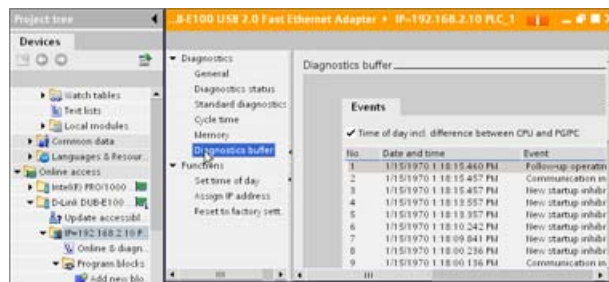 Project tree
Devices
Watch tables
Text lists
Local modules
Common data
Languages & Resour..
Online access
Intel(R) PRO/1000
D-Link DUB-E100 ..
Update accessibl..
IP=192.168.2.10 P..
Online & diagn..
Program blocks
Add new blo..
..B-E100 USB 2.0 Fast Ethernet Adapter IP=192.168.2.10 PLC_1
Diagnostics
General
Diagnostics status
Standard diagnostics
Cycle time
Memory
Diagnostics buffer
Functions
Set time of day
Assign IP address
Reset to factory sett..
Diagnostics buffer
Events
Time of day incl. difference between CPU and PG/PC
No. Date and time Event
1 1/15/1970 1:18:15.460 PM Follow-up operatin
2 1/15/1970 1:18:15.457 PM Communication in
3 1/15/1970 1:18:15.457 PM New startup inhibi
4 1/15/1970 1:18:13.557 PM New startup inhibi
5 1/15/1970 1:18:13.357 PM New startup inhibi
6 1/15/1970 1:18:10.242 PM New startup inhibi
7 1/15/1970 1:18:09.841 PM New startup inhibi
8 1/15/1970 1:18:00.236 PM New startup inhibi
9 1/15/1970 1:18:00.136 PM Communication in